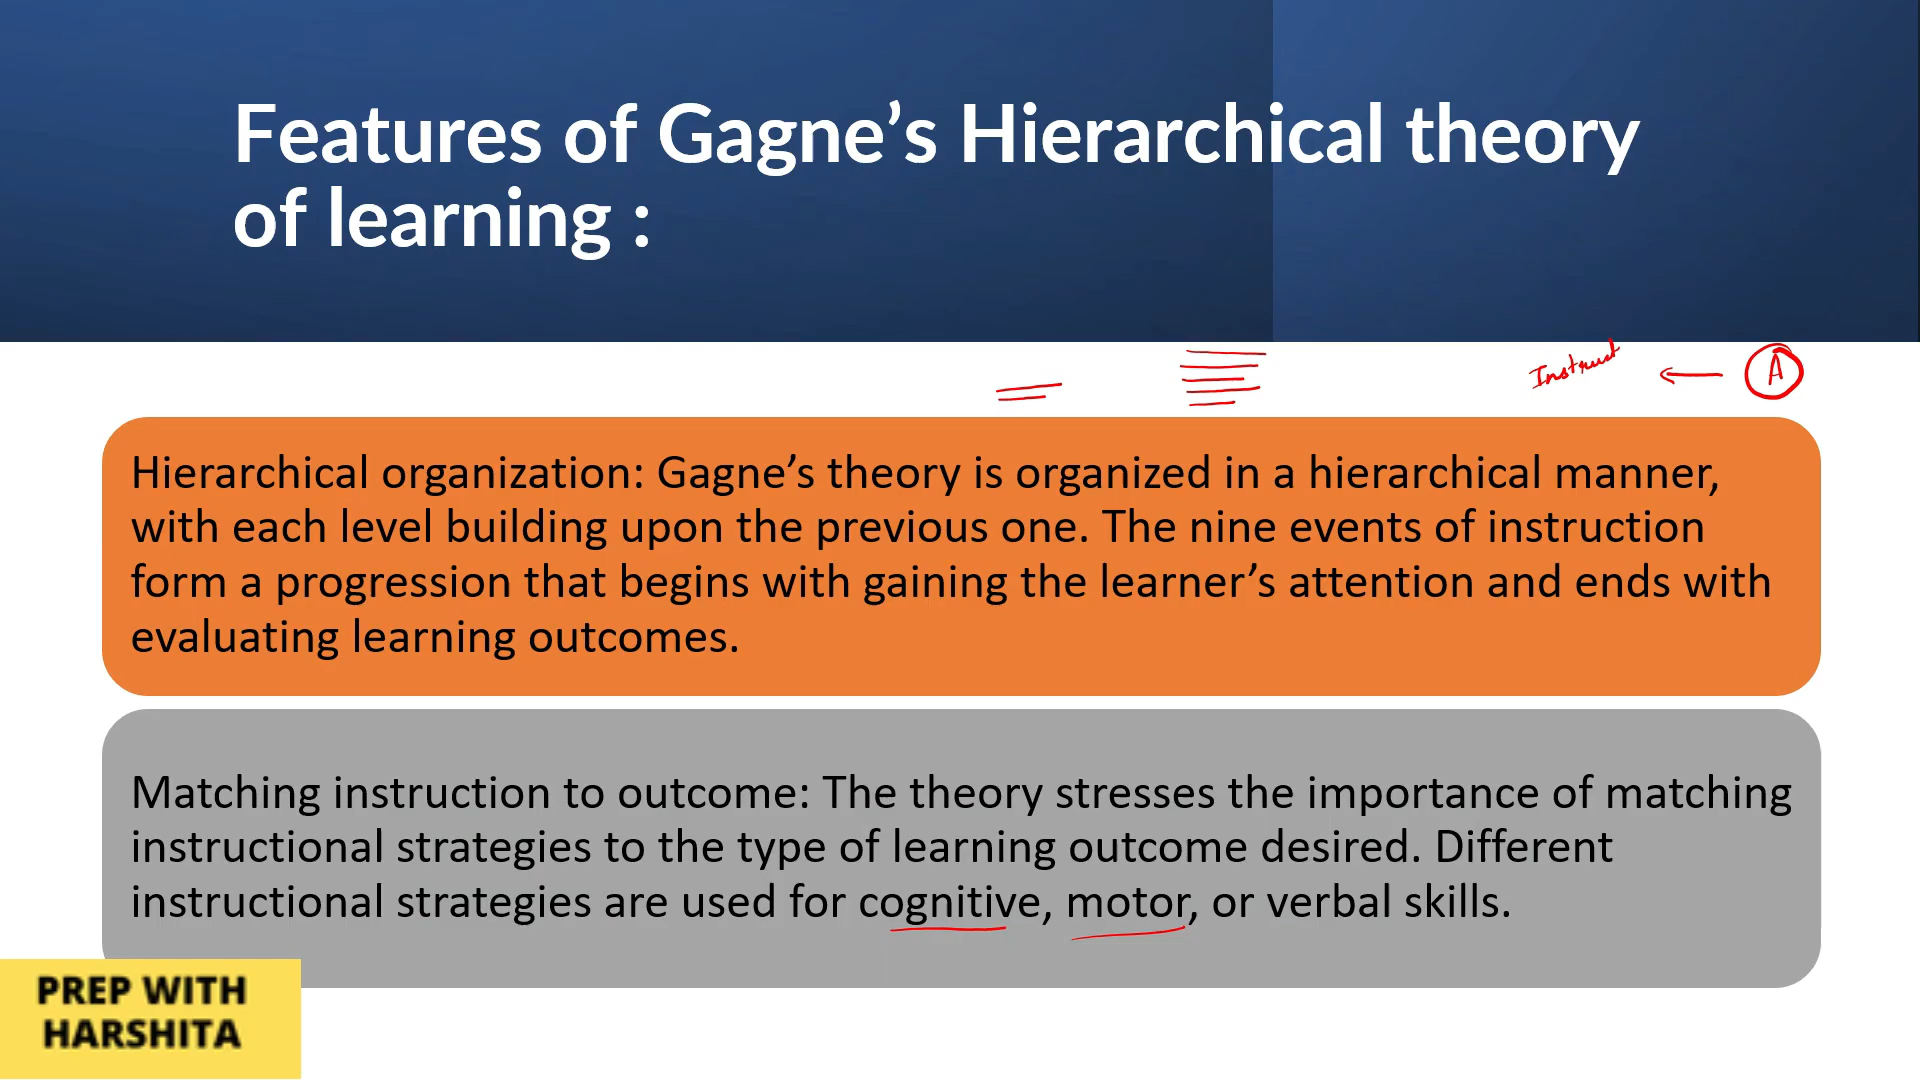 Features of Gagne’s Hierarchical theory
of learning :
Instruct
A
Hierarchical organization: Gagne’s theory is organized in a hierarchical manner,
with each level building upon the previous one. The nine events of instruction
form a progression that begins with gaining the learner’s attention and ends with
evaluating learning outcomes.
Matching instruction to outcome: The theory stresses the importance of matching
instructional strategies to the type of learning outcome desired. Different
instructional strategies are used for cognitive, motor, or verbal skills.
PREP WITH
HARSHITA